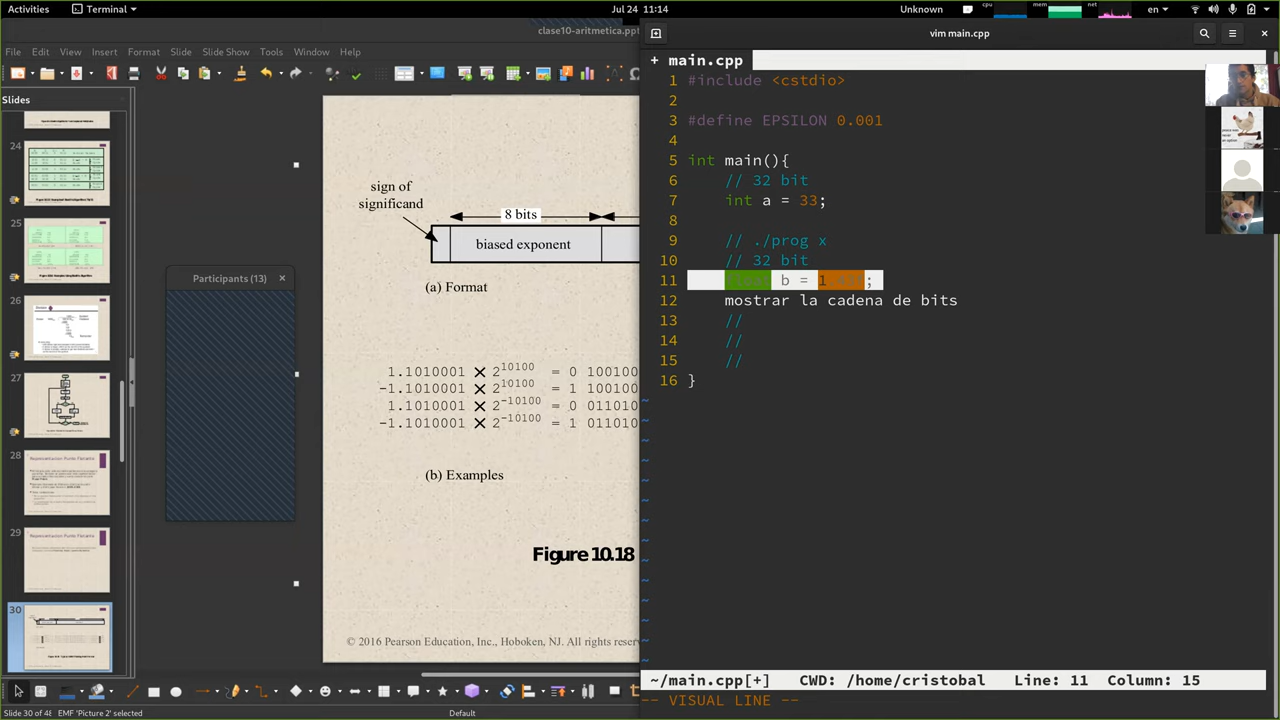 Activities
Terminal
Jul 24 11:14
Unknown
cpu
mem
net
en
clase10-aritmetica.ppt
File Edit View Insert Format Slide Slide Show Tools Window Help
Slides
24
25
26
27
28
29
30
Participants (13)
sign of
significand
8 bits
biased exponent
(a) Format
1.1010001 × 2^10100 = 0 100100
-1.1010001 × 2^10100 = 1 100100
1.1010001 × 2^-10100 = 0 011010
-1.1010001 × 2^-10100 = 1 011010
(b) Examples
Figure 10.18
© 2016 Pearson Education, Inc., Hoboken, NJ. All rights reser
Slide 30 of 48
EMF 'Picture 2' selected
Default
vim main.cpp
+ main.cpp
1 #include <cstdio>
2
3 #define EPSILON 0.001
4
5 int main(){
6 // 32 bit
7 int a = 33;
8
9 // ./prog x
10 // 32 bit
11 float b = 1 ;
12 mostrar la cadena de bits
13 //
14 //
15 //
16 }
~
~
~
~
~
~
~
~
~
~
~
~
~
~
~/main.cpp[+] CWD: /home/cristobal Line: 11 Column: 15
-- VISUAL LINE --